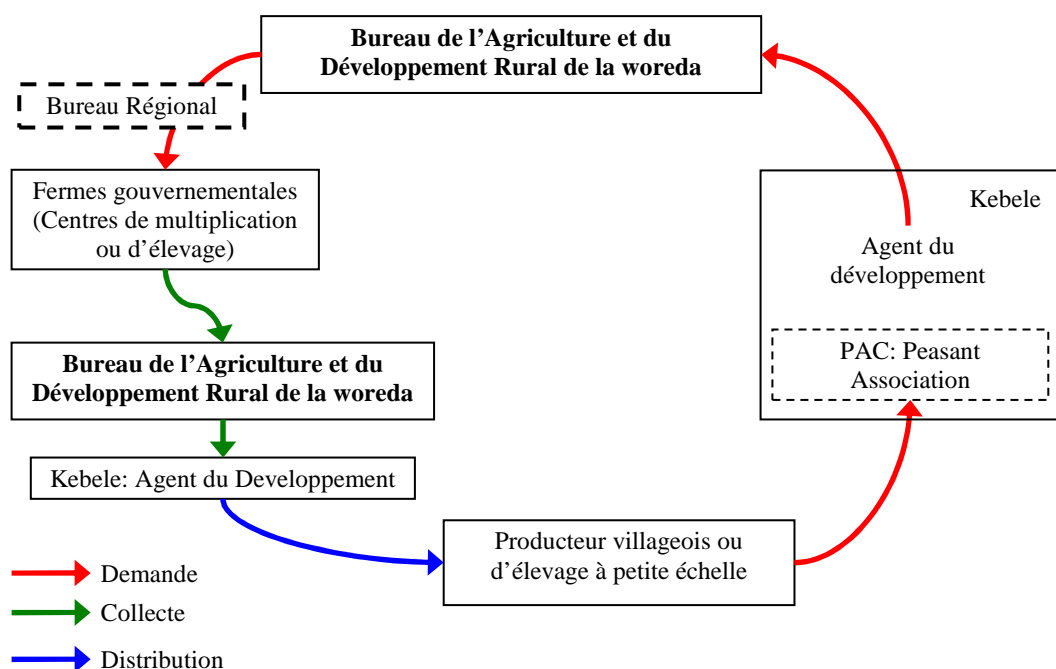 Bureau de l’Agriculture et du
Développement Rural de la woreda
Bureau Régional
Fermes gouvernementales
(Centres de multiplication
ou d’élevage)
Kebele
Agent du
développement
PAC: Peasant
Association
Bureau de l’Agriculture et du
Développement Rural de la woreda
Kebele: Agent du Developpement
Producteur villageois ou
d’élevage à petite échelle
Demande
Collecte
Distribution